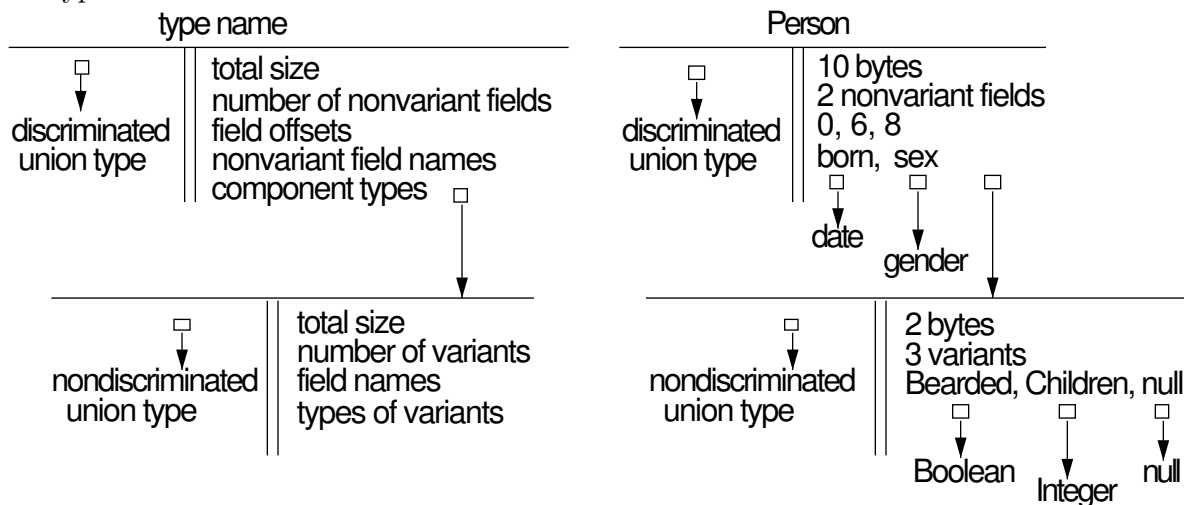 type name
total size
number of nonvariant fields
discriminated
union type
field offsets
nonvariant field names
component types
total size
number of variants
nondiscriminated
union type
field names
types of variants
Person
10 bytes
2 nonvariant fields
discriminated
union type
0, 6, 8
born, sex
date
gender
2 bytes
3 variants
nondiscriminated
union type
Bearded, Children, null
Boolean
Integer
null